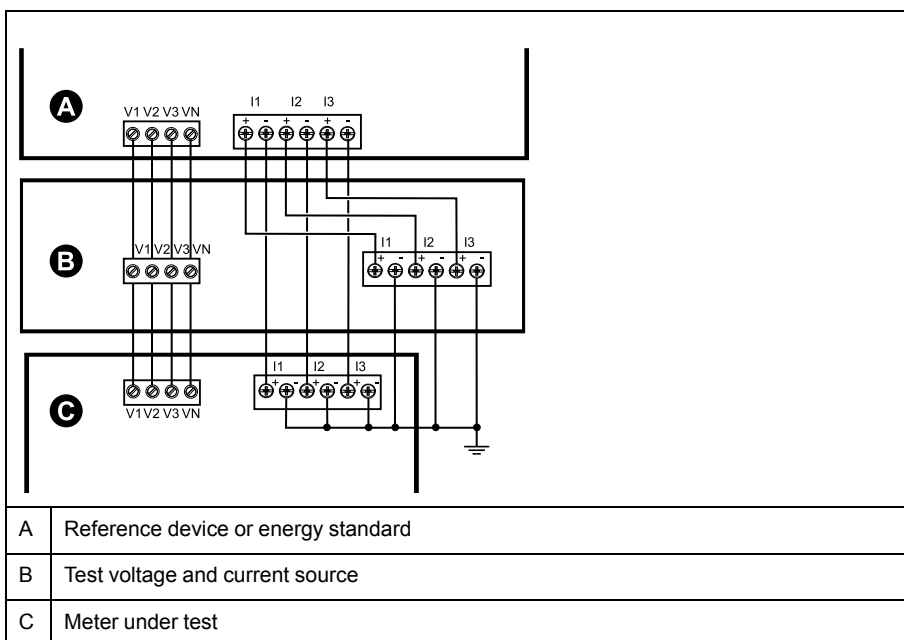 A
V1 V2 V3 VN
I1 I2 I3
+ - + - + -
B
V1 V2 V3 VN
I1 I2 I3
+ - + - + -
C
I1 I2 I3
+ - + - + -
V1 V2 V3 VN
A Reference device or energy standard
B Test voltage and current source
C Meter under test